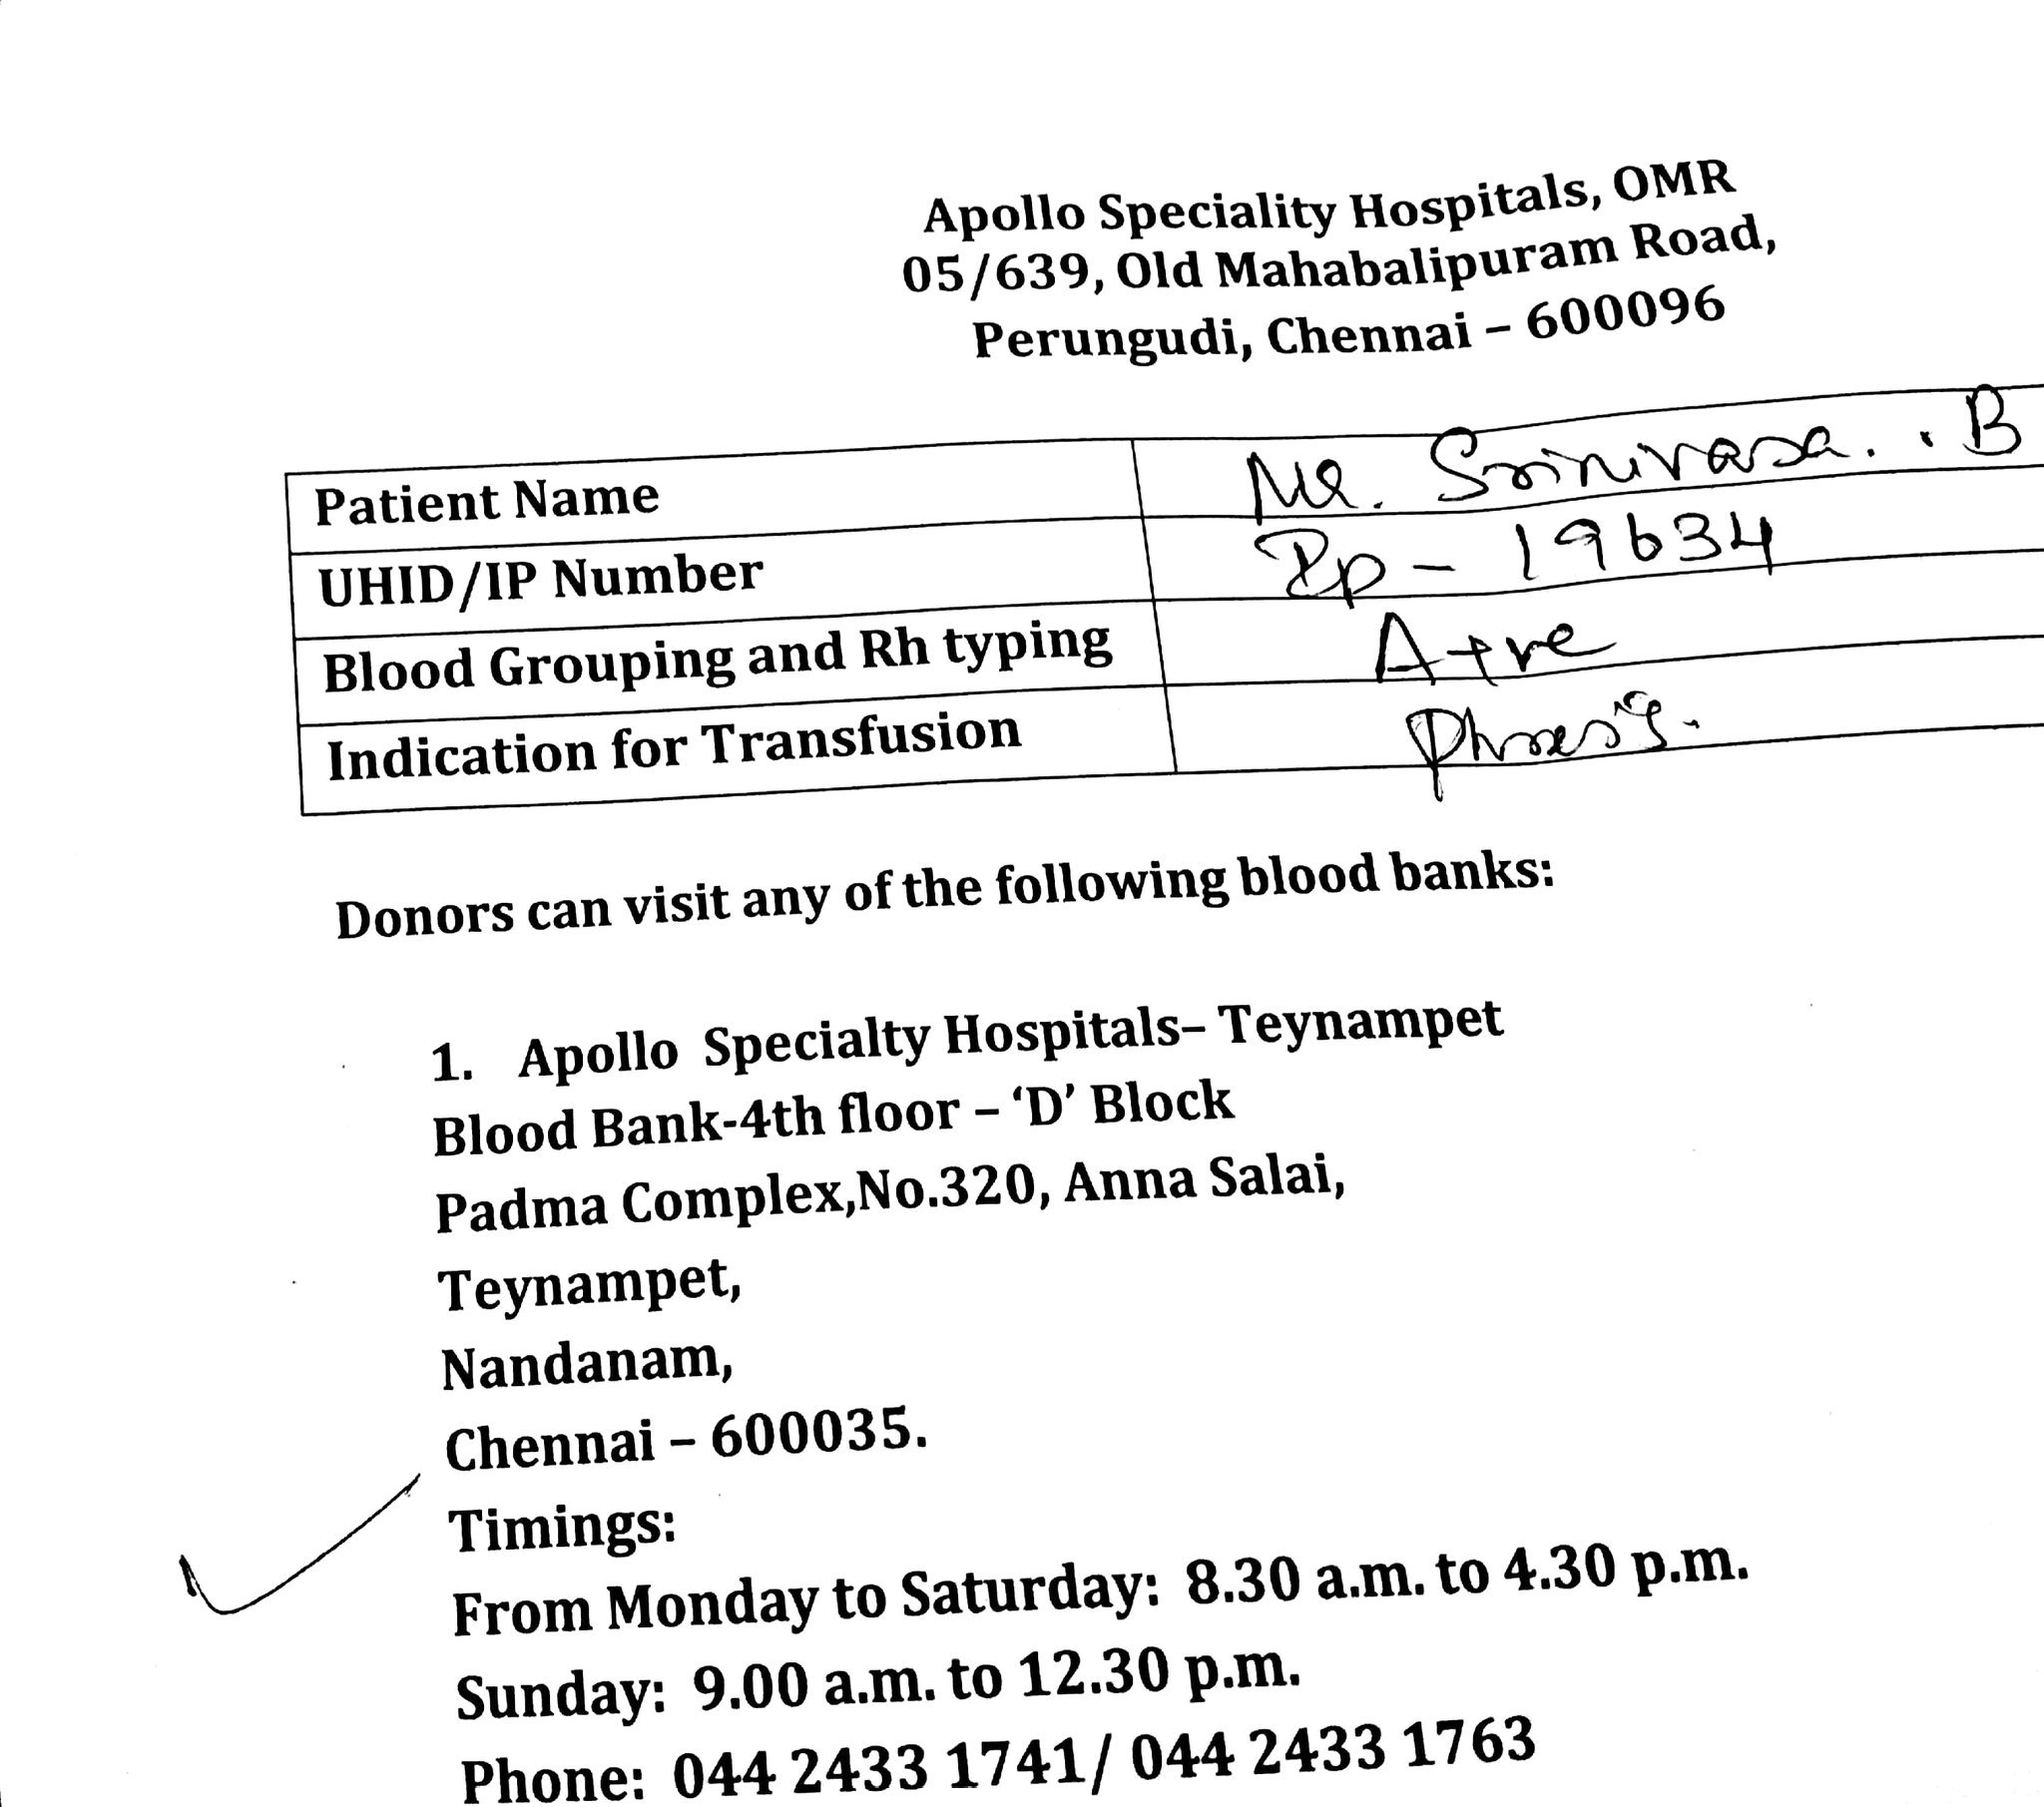 Apollo Speciality Hospitals, OMR
05/639, Old Mahabalipuram Road,
Perungudi, Chennai – 600096
Patient Name Mr. Srinivasa. . B
UHID/IP Number Ip – 19634
Blood Grouping and Rh typing A+ve
Indication for Transfusion
Donors can visit any of the following blood banks:
1. Apollo Specialty Hospitals– Teynampet
Blood Bank-4th floor – ‘D’ Block
Padma Complex,No.320, Anna Salai,
Teynampet,
Nandanam,
Chennai – 600035.
Timings:
From Monday to Saturday: 8.30 a.m. to 4.30 p.m.
Sunday: 9.00 a.m. to 12.30 p.m.
Phone: 044 2433 1741/ 044 2433 1763